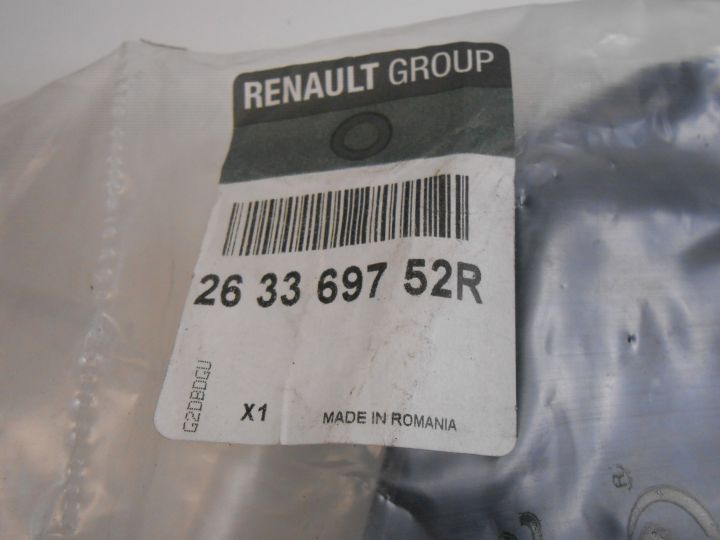 RENAULT GROUP
26 33 697 52R
G2DBDGU
X1
MADE IN ROMANIA